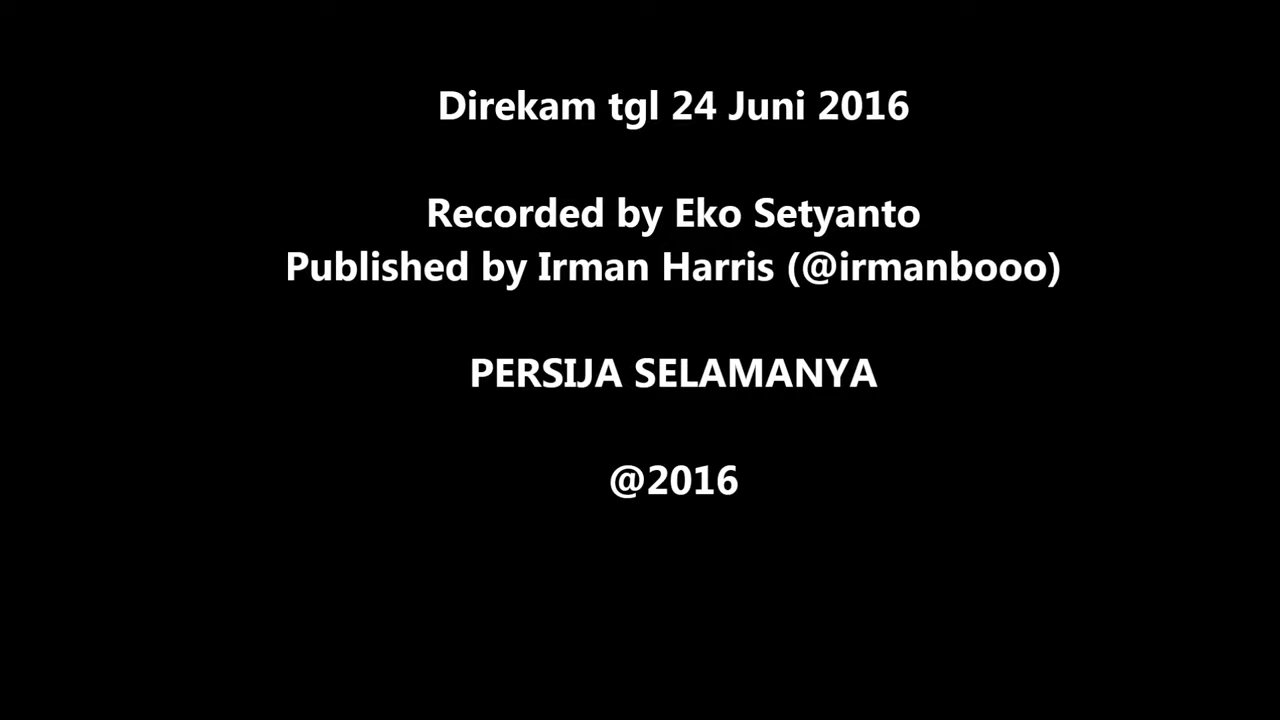 Direkam tgl 24 Juni 2016
Recorded by Eko Setyanto
Published by Irman Harris (@irmanbooo)
PERSIJA SELAMANYA
@2016